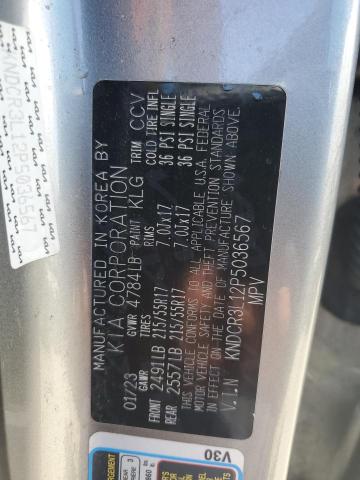 MANUFACTURED IN KOREA BY
KIA CORPORATION
01/23 GVWR 4784LB PAINT KLG TRIM CCV
GAWR TIRES RIMS COLD TIRE INFL
FRONT 2491LB 215/55R17 7.0JX17 36 PSI SINGLE
REAR 2557LB 215/55R17 7.0JX17 36 PSI SINGLE
THIS VEHICLE CONFORMS TO ALL APPLICABLE U.S.A. FEDERAL
MOTOR VEHICLE SAFETY AND THEFT PREVENTION STANDARDS
IN EFFECT ON THE DATE OF MANUFACTURE SHOWN ABOVE.
V.I.N KNDCR3L12P5036567
MPV
KNDCR3L12P5036567
V30